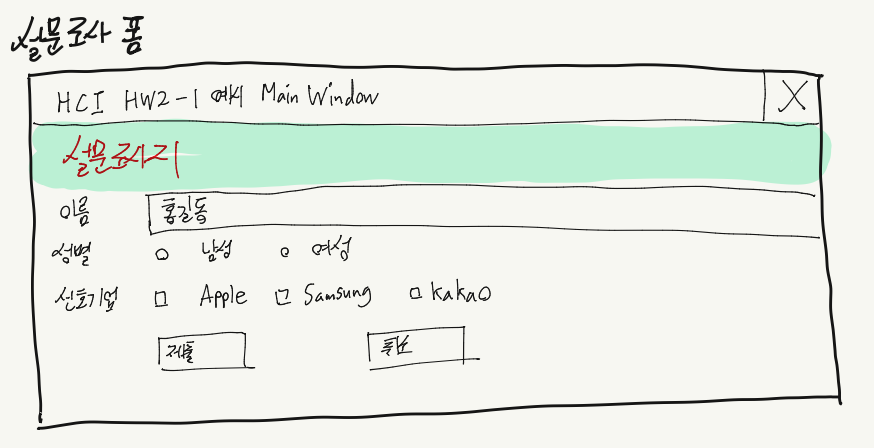 설문조사 폼
HCI HW2-1 예시 Main Window X
설문조사지
이름 홍길동
성별 남성 여성
선호기업 Apple Samsung kakao
제출 취소